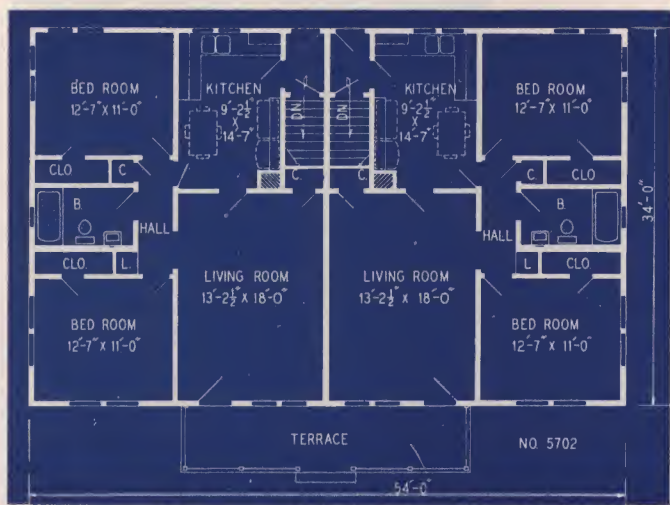 BED ROOM
12'-7" X 11'-0"
KITCHEN
9'-2½"
X
14'-7"
DN.
DN.
KITCHEN
9'-2½"
X
14'-7"
BED ROOM
12'-7" X 11'-0"
CLO
C
C.
C.
C
CLO
B.
HALL
HALL
B.
34'-0"
CLO.
L.
L
CLO
LIVING ROOM
13'-2½" X 18'-0"
LIVING ROOM
13'-2½" X 18'-0"
BED ROOM
12'-7" X 11'-0"
BED ROOM
12'-7" X 11'-0"
TERRACE
NO. 5702
54'-0"